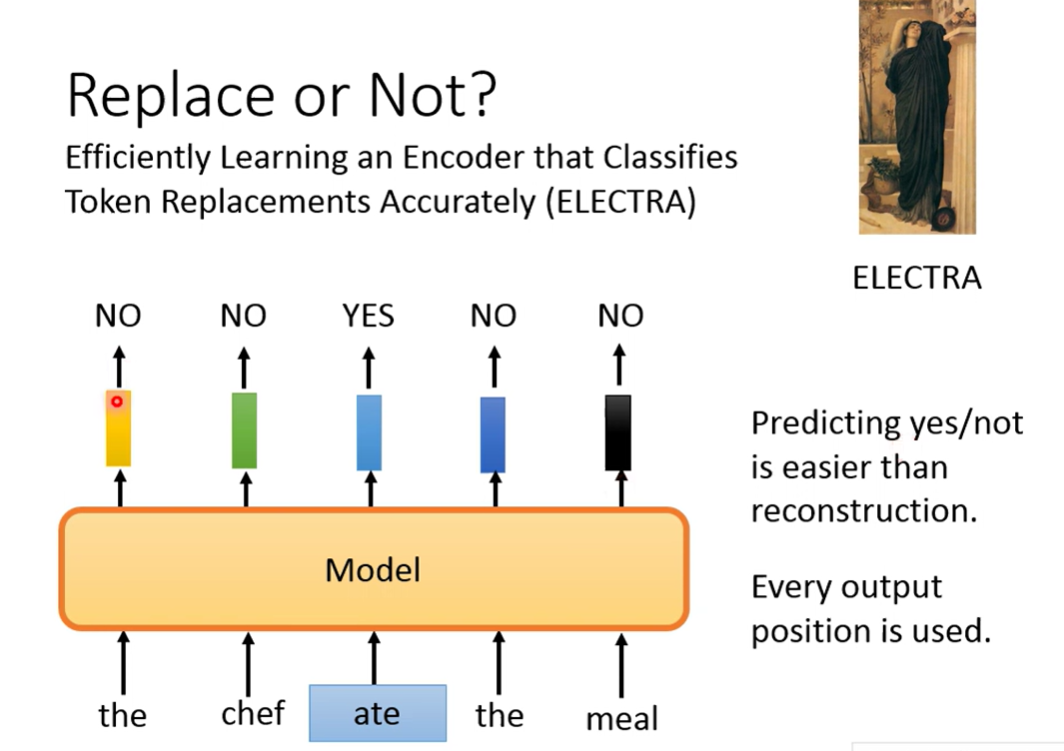 Replace or Not?
Efficiently Learning an Encoder that Classifies
Token Replacements Accurately (ELECTRA)
ELECTRA
NO NO YES NO NO
Predicting yes/not
is easier than
reconstruction.
Model
Every output
position is used.
the chef ate the meal